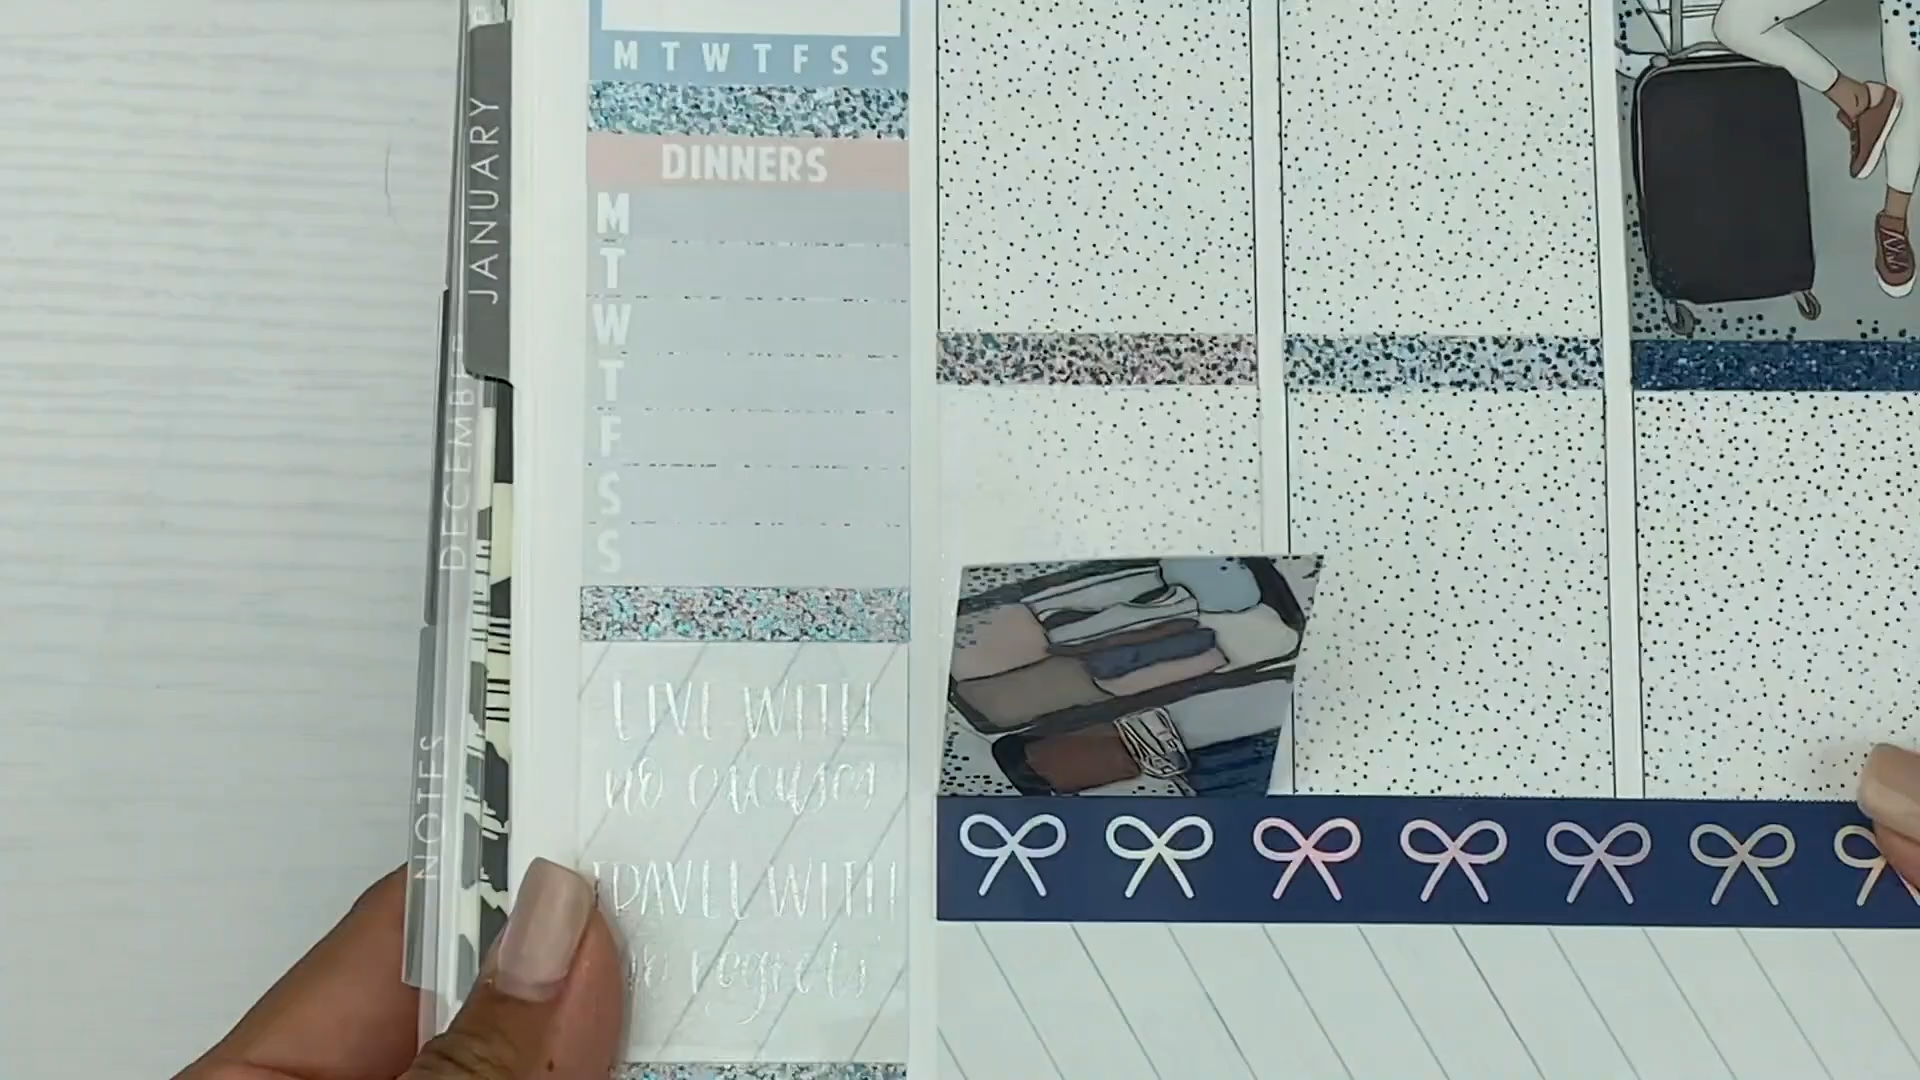 JANUARY
DECEMBER
NOTES
M T W T F S S
DINNERS
M
T
W
T
F
S
S
LIVE WITH
no excuses
TRAVEL WITH
no regrets